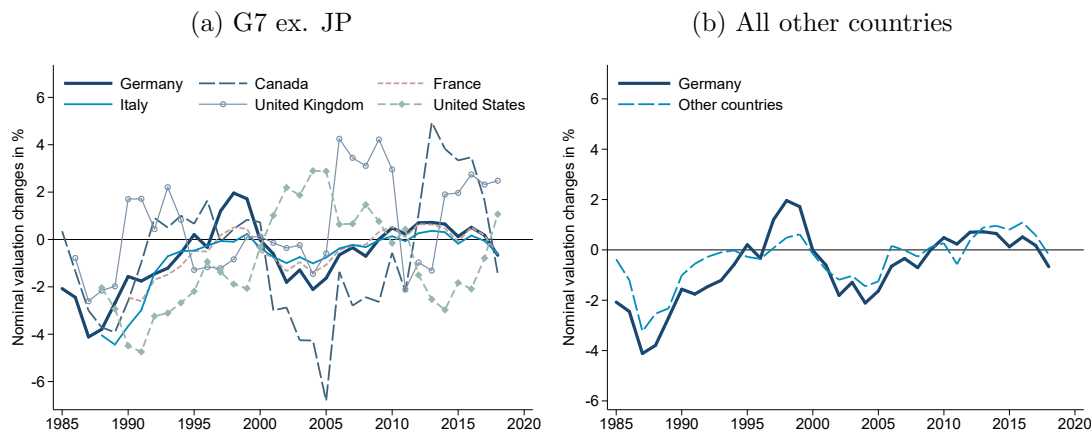 (a) G7 ex. JP
Nominal valuation changes in %
Germany Canada France
Italy United Kingdom United States
6
4
2
0
-2
-4
-6
1985 1990 1995 2000 2005 2010 2015 2020
(b) All other countries
Nominal valuation changes in %
Germany
Other countries
6
4
2
0
-2
-4
-6
1985 1990 1995 2000 2005 2010 2015 2020